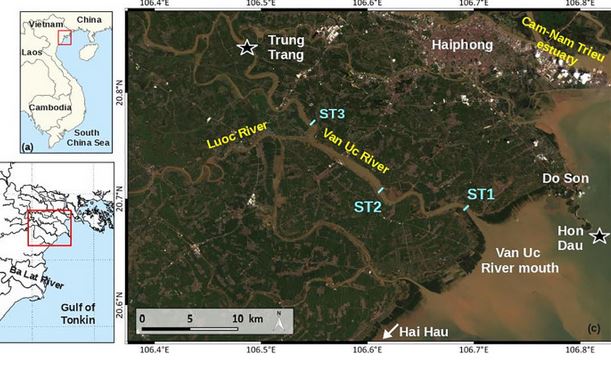 Vietnam
China
Laos
Cambodia
South
China Sea
(a)
Ba Lat River
Gulf of
Tonkin
106.4°E
106.5°E
106.6°E
106.7°E
106.8°E
20.8°N
20.7°N
20.6°N
Trung
Trang
Haiphong
Cam-Nam Trieu
estuary
ST3
Luoc River
Van Uc River
ST2
ST1
Do Son
Hon
Dau
Van Uc
River mouth
Hai Hau
0 5 10 km
N
(c)
106.4°E
106.5°E
106.6°E
106.7°E
106.8°E